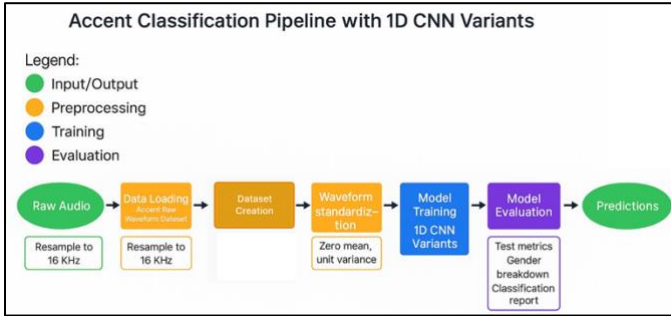 Accent Classification Pipeline with 1D CNN Variants
Legend:
Input/Output
Preprocessing
Training
Evaluation
Raw Audio
Resample to
16 KHz
Data Loading
Accent Raw
Waveform Dataset
Resample to
16 KHz
Dataset
Creation
Waveform
standardiz–
tion
Zero mean,
unit variance
Model
Training
1D CNN
Variants
Model
Evaluation
Test metrics
Gender
breakdown
Classification
report
Predictions